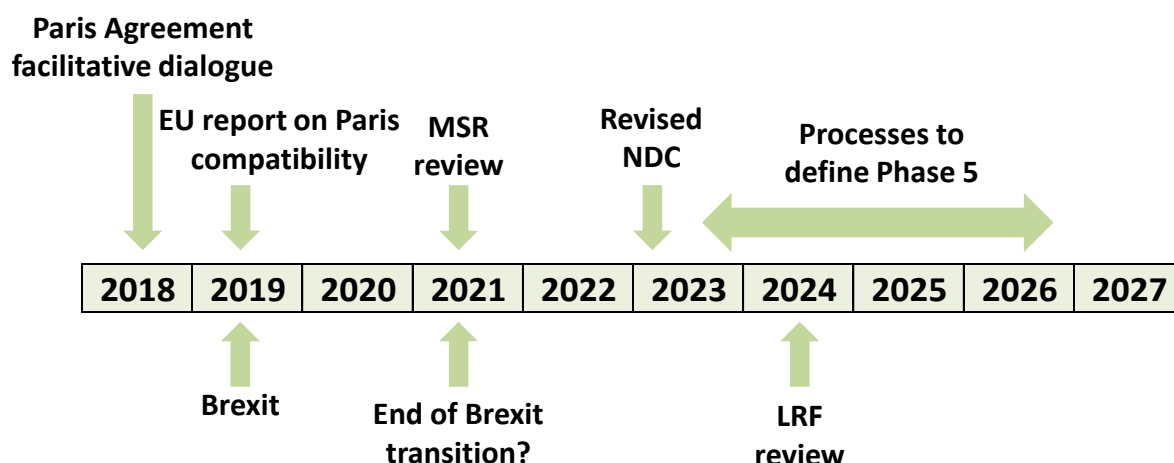 Paris Agreement
facilitative dialogue
EU report on Paris
compatibility
MSR
review
Revised
NDC
Processes to
define Phase 5
2018 2019 2020 2021 2022 2023 2024 2025 2026 2027
Brexit
End of Brexit
transition?
LRF
review